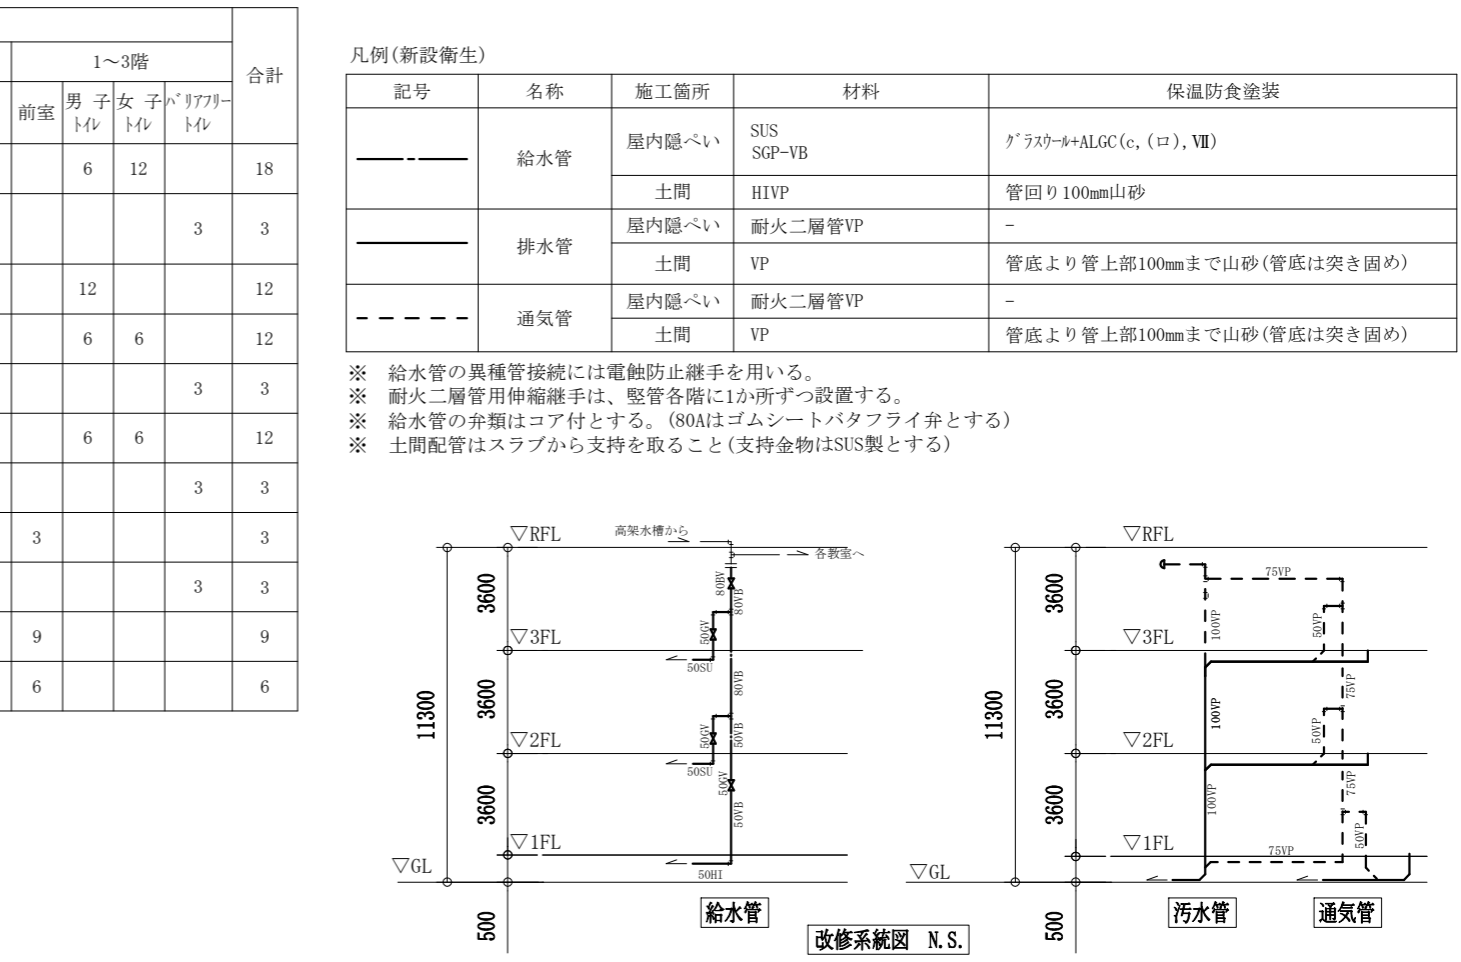 1～3階
合計
前室 男子トイレ 女子トイレ バリアフリートイレ
6 12 18
3 3
12 12
6 6 12
3 3
6 6 12
3 3
3 3
3 3
9 9
6 6
凡例(新設衛生)
記号 名称 施工箇所 材料 保温防食塗装
給水管 屋内隠ぺい SUS
SGP-VB
グラスウール+ALGC(c,(ロ),Ⅶ)
土間 HIVP 管回り100mm山砂
排水管 屋内隠ぺい 耐火二層管VP -
土間 VP 管底より管上部100mmまで山砂(管底は突き固め)
通気管 屋内隠ぺい 耐火二層管VP -
土間 VP 管底より管上部100mmまで山砂(管底は突き固め)
※ 給水管の異種管接続には電蝕防止継手を用いる。
※ 耐火二層管用伸縮継手は、竪管各階に1か所ずつ設置する。
※ 給水管の弁類はコア付とする。(80Aはゴムシートバタフライ弁とする)
※ 土間配管はスラブから支持を取ること(支持金物はSUS製とする)
▽RFL
高架水槽から
各教室へ
80BV
80VB
3600
50GV
▽3FL
50SU
80VB
3600
11300
50GV
50VB
▽2FL
50SU
50GV
50VB
3600
▽1FL
▽GL
50HI
500
給水管
改修系統図 N.S.
▽RFL
75VP
3600
100VP
50VP
▽3FL
75VP
3600
11300
100VP
50VP
▽2FL
75VP
3600
100VP
50VP
▽1FL
75VP
▽GL
500
汚水管
通気管